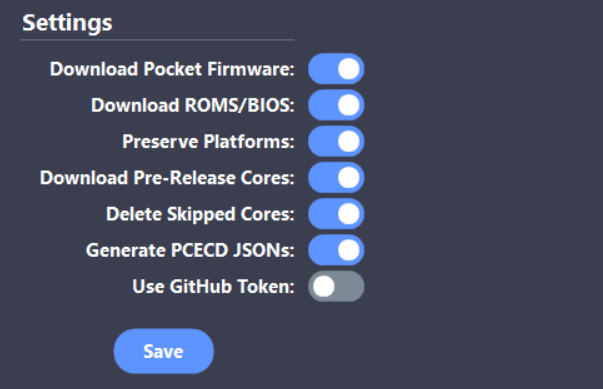 Settings
Download Pocket Firmware:
Download ROMS/BIOS:
Preserve Platforms:
Download Pre-Release Cores:
Delete Skipped Cores:
Generate PCECD JSONs:
Use GitHub Token:
Save